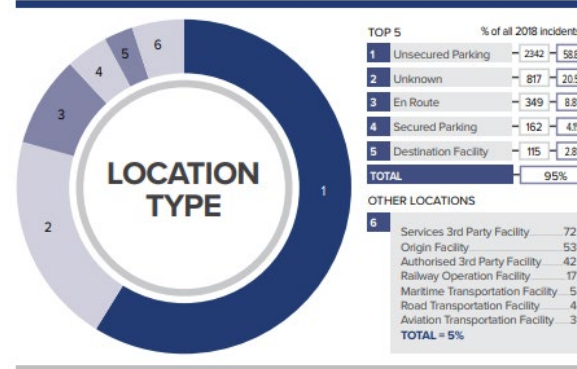 LOCATION
TYPE
1
2
3
4
5
6
TOP 5 % of all 2018 incidents
1 Unsecured Parking 2342 58.8
2 Unknown 817 20.5
3 En Route 349 8.8
4 Secured Parking 162 4.1
5 Destination Facility 115 2.8
TOTAL 95%
OTHER LOCATIONS
6
Services 3rd Party Facility 72
Origin Facility 53
Authorised 3rd Party Facility 42
Railway Operation Facility 17
Maritime Transportation Facility 5
Road Transportation Facility 4
Aviation Transportation Facility 3
TOTAL = 5%